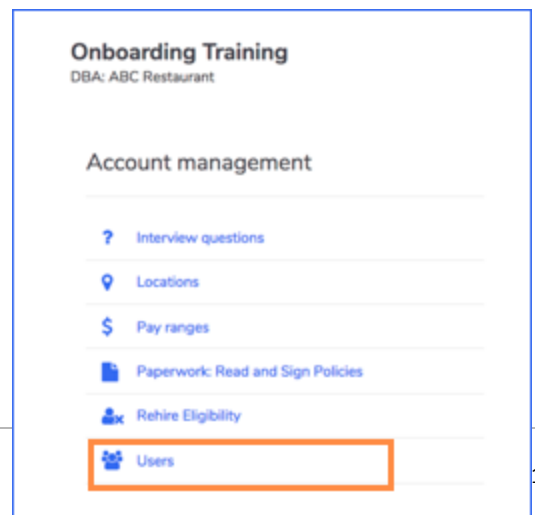 Onboarding Training
DBA: ABC Restaurant
Account management
? Interview questions
Locations
$ Pay ranges
Paperwork: Read and Sign Policies
Rehire Eligibility
Users